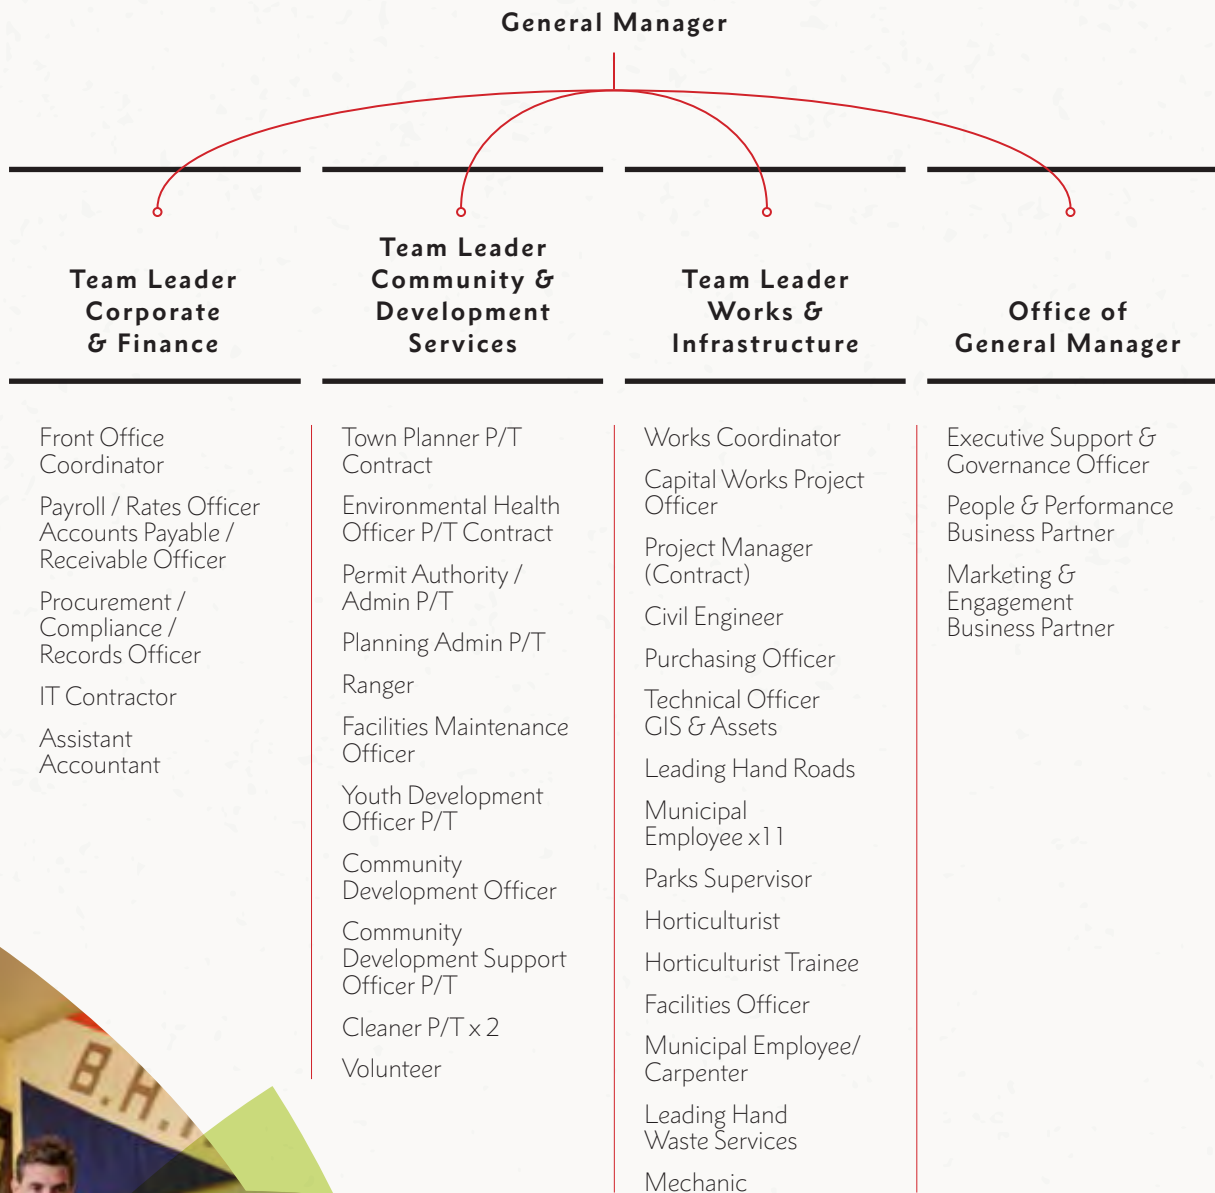 General Manager
Team Leader
Corporate
& Finance
Team Leader
Community &
Development
Services
Team Leader
Works &
Infrastructure
Office of
General Manager
Front Office
Coordinator
Payroll / Rates Officer
Accounts Payable /
Receivable Officer
Procurement /
Compliance /
Records Officer
IT Contractor
Assistant
Accountant
Town Planner P/T
Contract
Environmental Health
Officer P/T Contract
Permit Authority /
Admin P/T
Planning Admin P/T
Ranger
Facilities Maintenance
Officer
Youth Development
Officer P/T
Community
Development Officer
Community
Development Support
Officer P/T
Cleaner P/T x 2
Volunteer
Works Coordinator
Capital Works Project
Officer
Project Manager
(Contract)
Civil Engineer
Purchasing Officer
Technical Officer
GIS & Assets
Leading Hand Roads
Municipal
Employee x11
Parks Supervisor
Horticulturist
Horticulturist Trainee
Facilities Officer
Municipal Employee/
Carpenter
Leading Hand
Waste Services
Mechanic
Executive Support &
Governance Officer
People & Performance
Business Partner
Marketing &
Engagement
Business Partner
B.H.